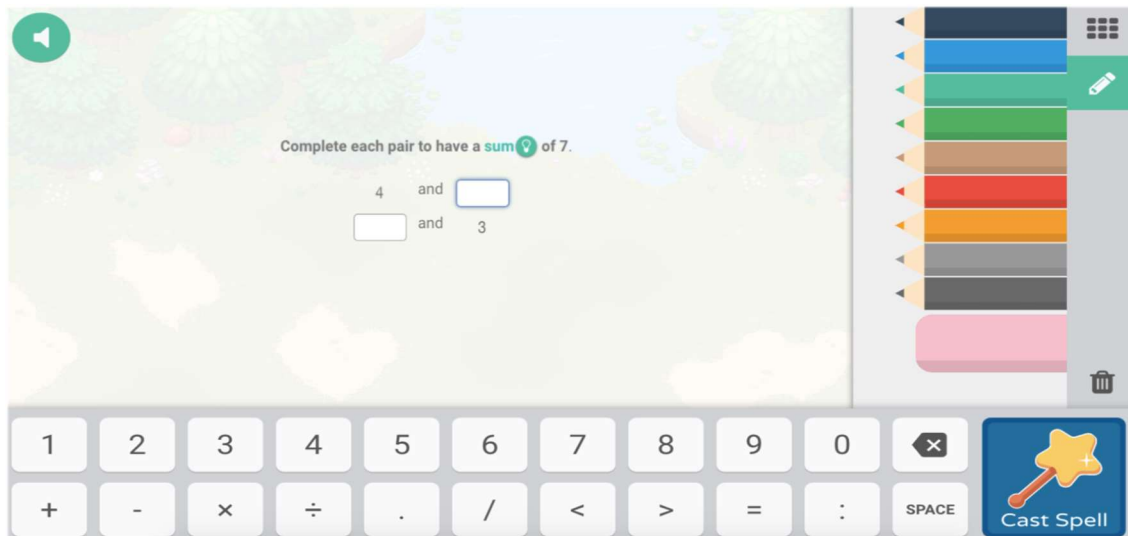 Complete each pair to have a sum of 7.
4 and
and 3
1 2 3 4 5 6 7 8 9 0
+ - × ÷ . / < > = : SPACE
Cast Spell